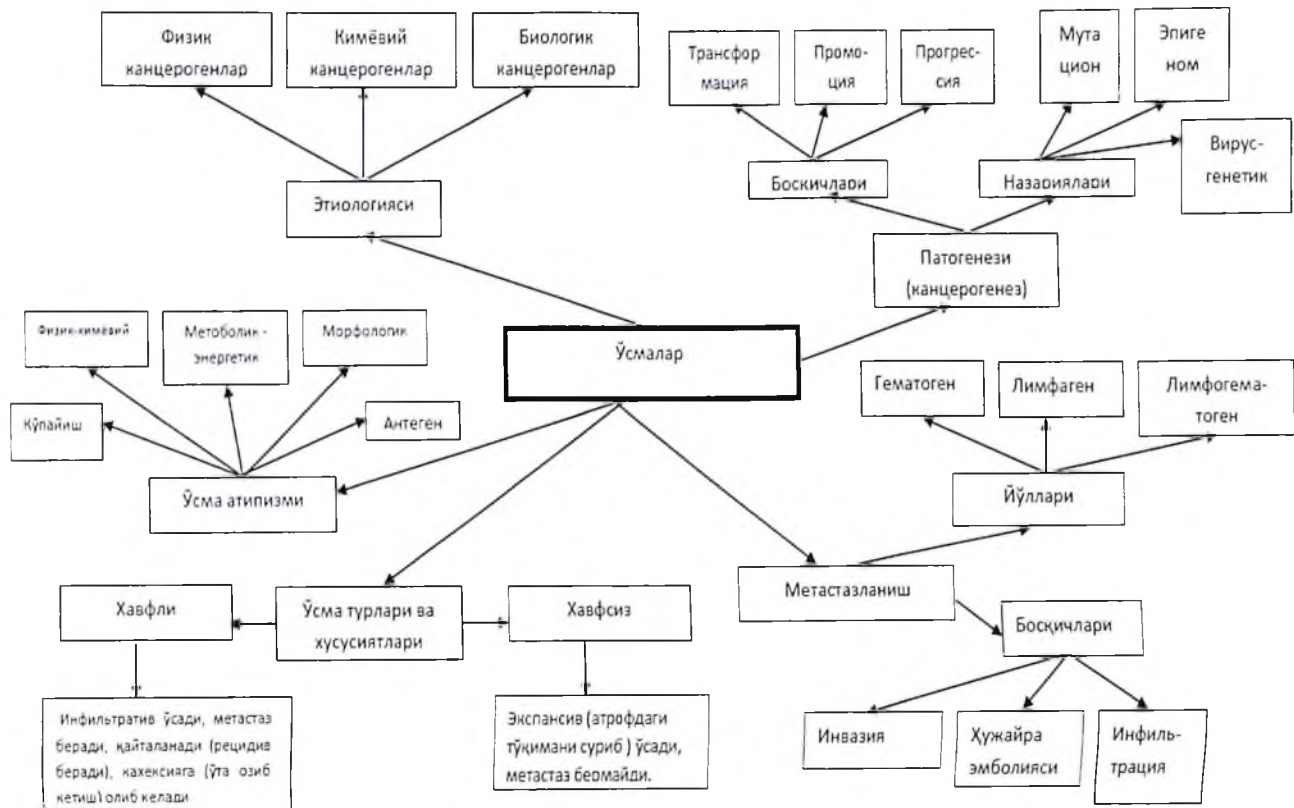 Физик
канцерогенлар
Кимёвий
канцерогенлар
Биологик
канцерогенлар
Трансфор
мация
Промо-
ция
Прогрес-
сия
Мута
цион
Эпиге
ном
Вирус-
генетик
Этиологияси
Боскичлари
Назариялари
Патогенези
(канцерогенез)
Ўсмалар
Физик-кимёвий
Метоболик-
энергетик
Морфологик
Кўпайиш
Антеген
Ўсма атипизми
Гематоген
Лимфаген
Лимфогема-
тоген
Йўллари
Метастазланиш
Хавфли
Ўсма турлари ва
хусусиятлари
Хавфсиз
Босқичлари
Инфильтратив ўсади, метастаз
беради, қайталанади (рецидив
беради), кахексияга (ўта озиб
кетиш) олиб келади
Экспансив (атрофдаги
тўқимани суриб ) ўсади,
метастаз бермайди.
Инвазия
Ҳужайра
эмболияси
Инфиль-
трация